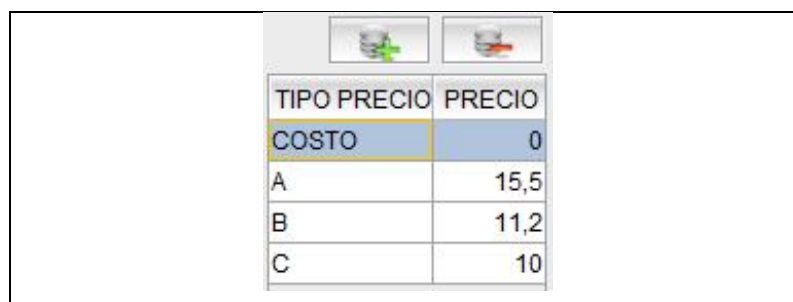 TIPO PRECIO PRECIO
COSTO 0
A 15,5
B 11,2
C 10